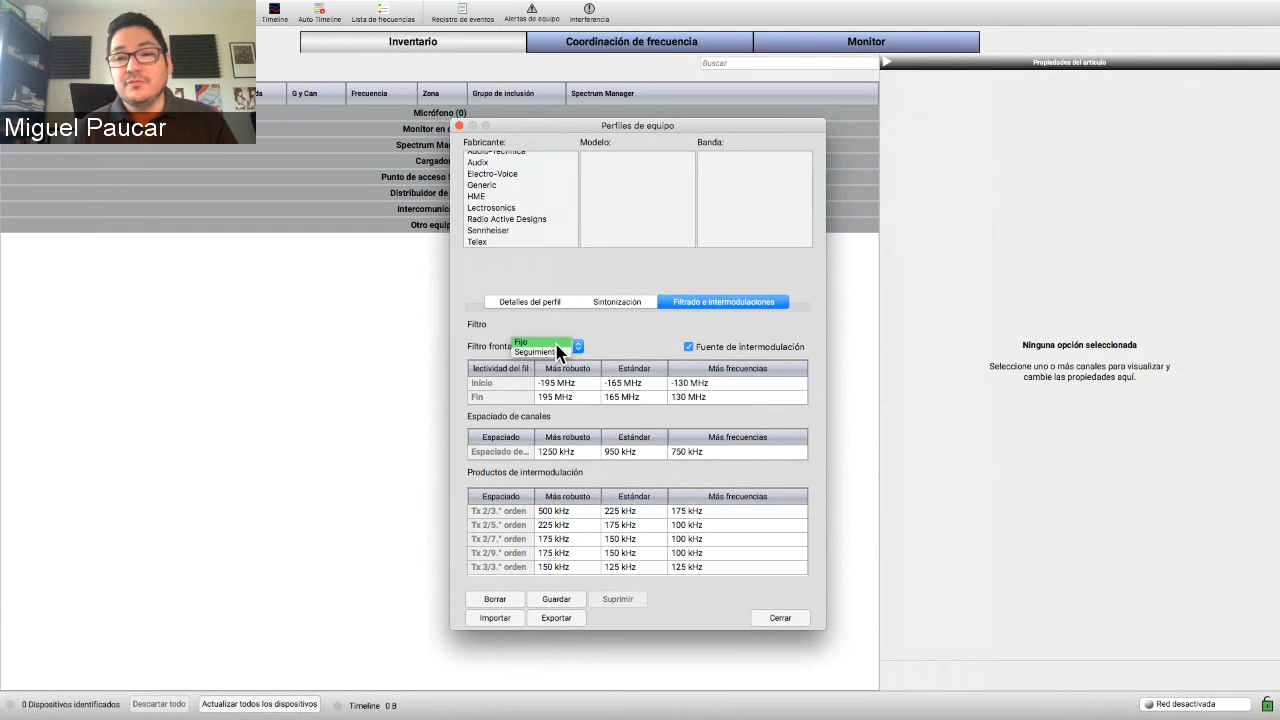 Timeline
Auto Timeline
Lista de frecuencias
Registro de eventos
Alertas de equipo
Interferencia
Inventario
Coordinación de frecuencia
Monitor
Buscar
Propiedades del artículo
da
G y Can
Frecuencia
Zona
Grupo de inclusión
Spectrum Manager
Micrófono (0)
Miguel Paucar
Monitor en o
Spectrum Man
Cargado
Punto de acceso S
Distribuidor de
Intercomunic
Otro equip
Perfiles de equipo
Fabricante:
Modelo:
Banda:
Audio-Technica
Audix
Electro-Voice
Generic
HME
Lectrosonics
Radio Active Designs
Sennheiser
Telex
Detalles del perfil
Sintonización
Filtrado e intermodulaciones
Filtro
Filtro fronta
Fijo
Seguimient
Fuente de intermodulación
lectividad del fil Más robusto Estándar Más frecuencias
Inicio -195 MHz -165 MHz -130 MHz
Fin 195 MHz 165 MHz 130 MHz
Espaciado de canales
Espaciado Más robusto Estándar Más frecuencias
Espaciado de... 1250 kHz 950 kHz 750 kHz
Productos de intermodulación
Espaciado Más robusto Estándar Más frecuencias
Tx 2/3.° orden 500 kHz 225 kHz 175 kHz
Tx 2/5.° orden 225 kHz 175 kHz 100 kHz
Tx 2/7.° orden 175 kHz 150 kHz 100 kHz
Tx 2/9.° orden 175 kHz 150 kHz 100 kHz
Tx 3/3.° orden 150 kHz 125 kHz 125 kHz
Borrar
Guardar
Suprimir
Importar
Exportar
Cerrar
Ninguna opción seleccionada
Seleccione uno o más canales para visualizar y
cambie las propiedades aquí.
0 Dispositivos identificados
Descartar todo
Actualizar todos los dispositivos
Timeline 0 B
Red desactivada